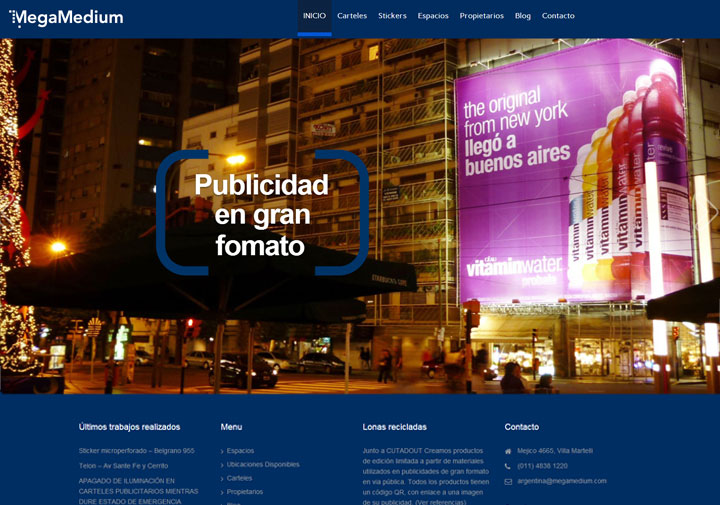 MegaMedium
INICIO Carteles Stickers Espacios Propietarios Blog Contacto
the original
from new york
llegó a
buenos aires
vitaminwater
probala
Publicidad
en gran
fomato
STARBUCKS COFFEE
Últimos trabajos realizados
Sticker microperforado – Belgrano 955
Telon – Av Sante Fe y Cerrito
APAGADO DE ILUMINACIÓN EN
CARTELES PUBLICITARIOS MIENTRAS
DURE ESTADO DE EMERGENCIA
Menu
Espacios
Ubicaciones Disponibles
Carteles
Propietarios
Blog
Lonas recicladas
Junto a CUTADOUT Creamos productos
de edición limitada a partir de materiales
utilizados en publicidades de gran formato
en vía pública. Todos los productos tienen
un código QR, con enlace a una imagen
de su publicidad. (Ver referencias)
Contacto
Mejico 4665, Villa Martelli
(011) 4838 1220
argentina@megamedium.com